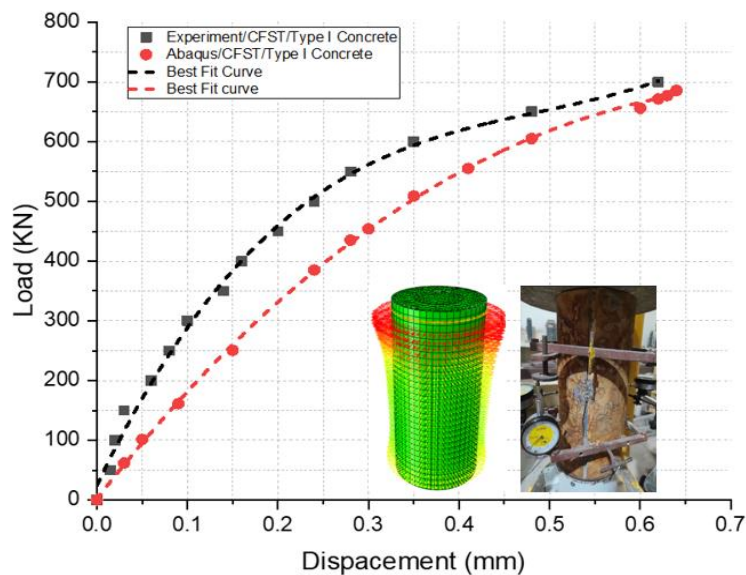 800
700
600
500
400
300
200
100
0
Load (KN)
Experiment/CFST/Type I Concrete
Abaqus/CFST/Type I Concrete
Best Fit Curve
Best Fit curve
0.0 0.1 0.2 0.3 0.4 0.5 0.6 0.7
Dispacement (mm)